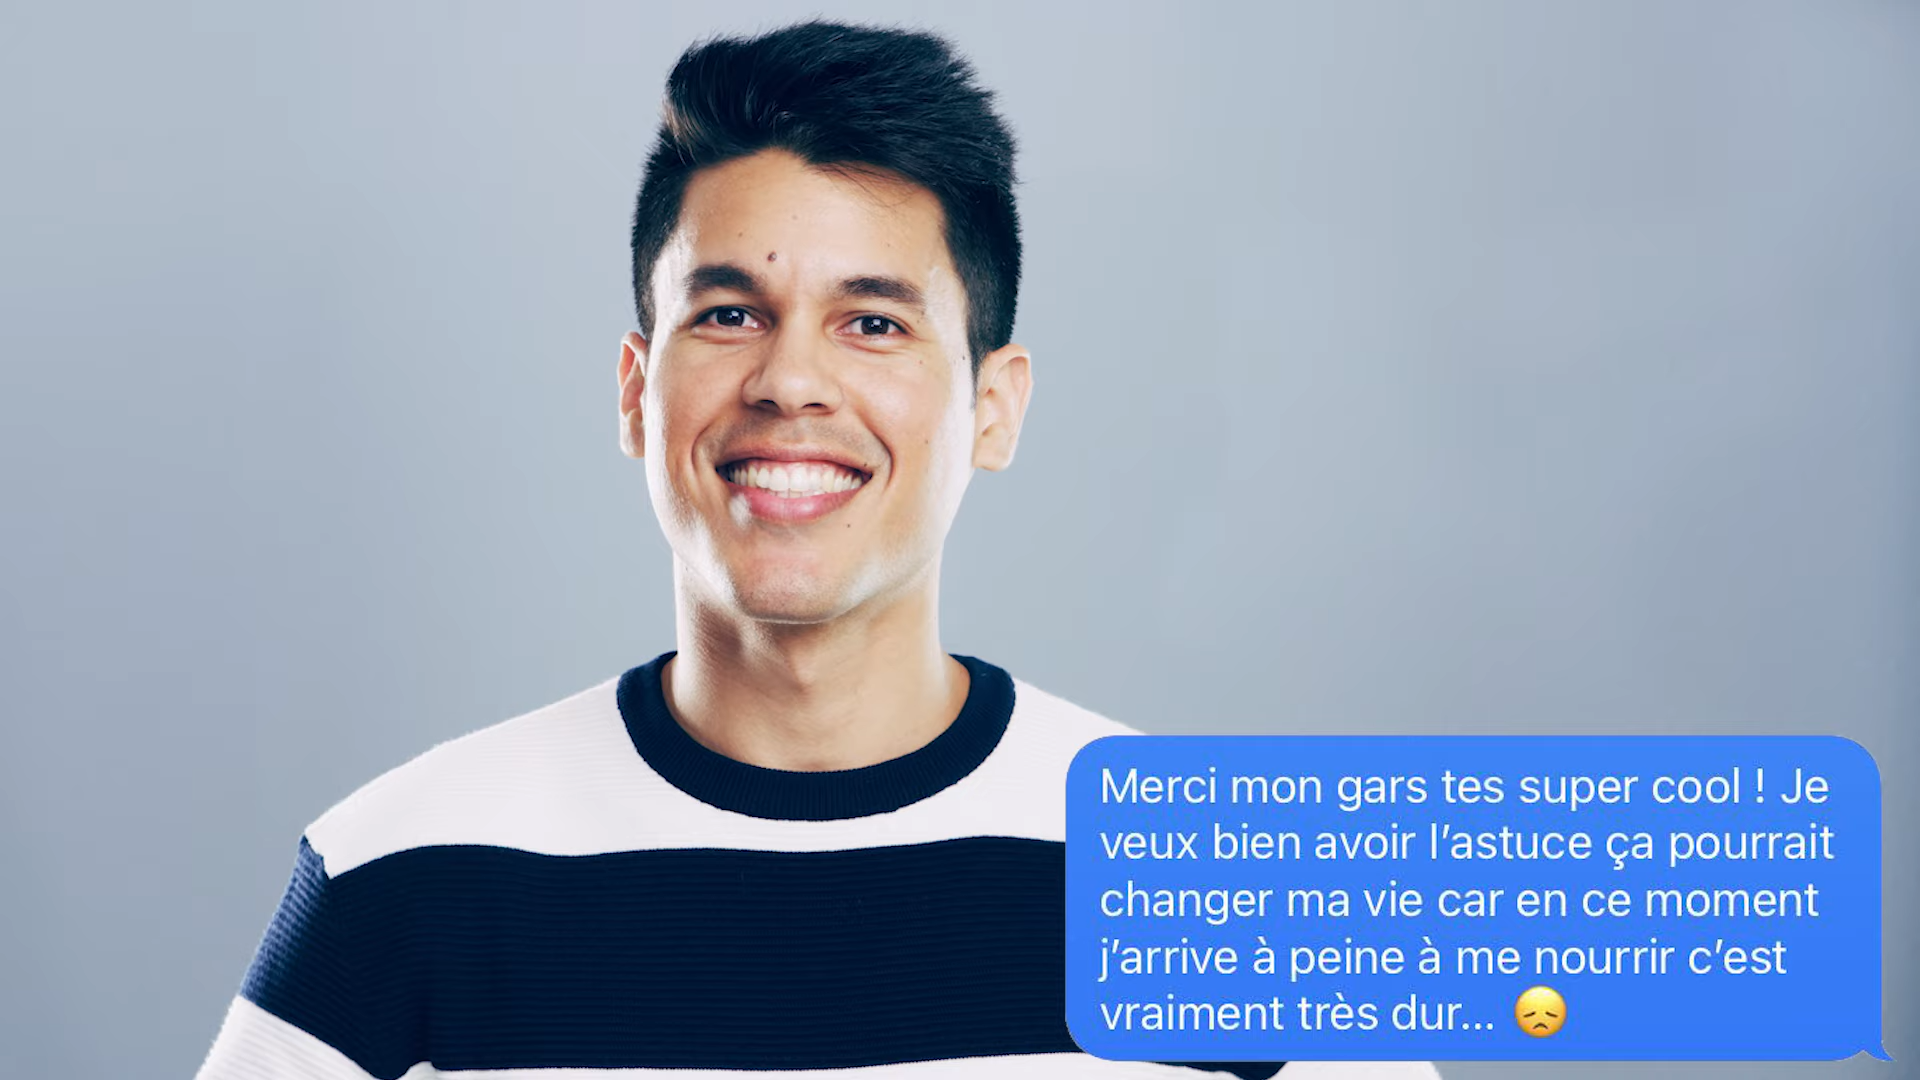 Merci mon gars tes super cool ! Je
veux bien avoir l’astuce ça pourrait
changer ma vie car en ce moment
j’arrive à peine à me nourrir c’est
vraiment très dur... 😞